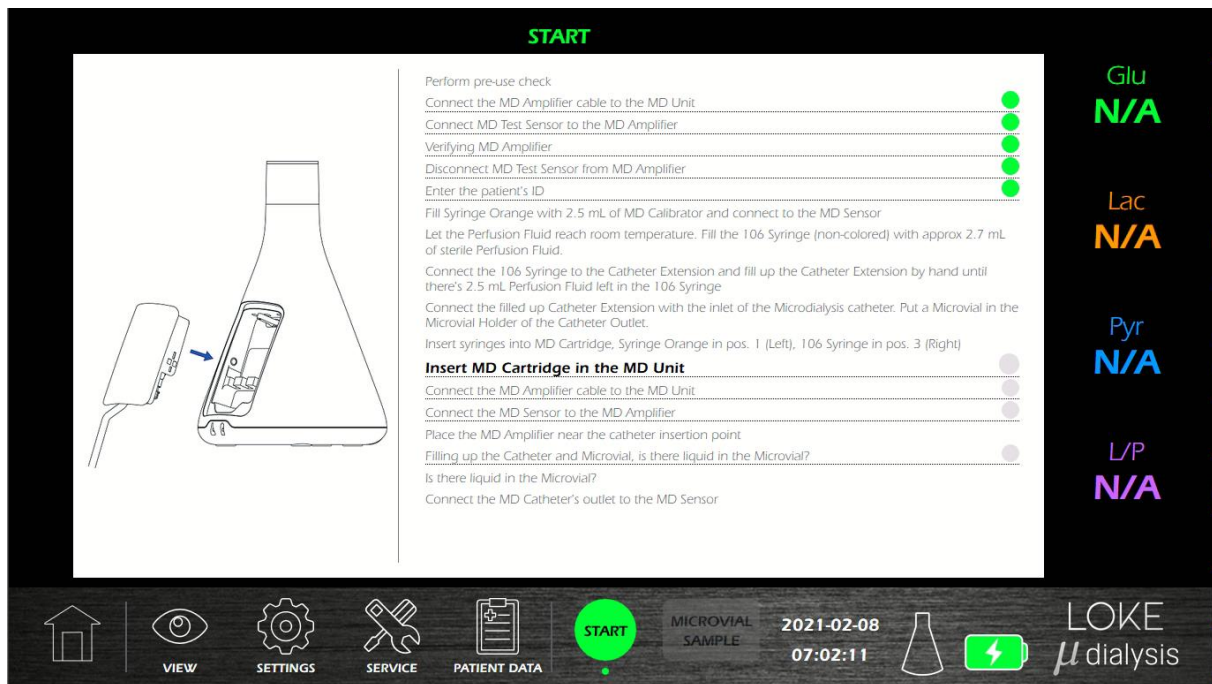 START
Perform pre-use check
Connect the MD Amplifier cable to the MD Unit
Connect MD Test Sensor to the MD Amplifier
Verifying MD Amplifier
Disconnect MD Test Sensor from MD Amplifier
Enter the patient's ID
Fill Syringe Orange with 2.5 mL of MD Calibrator and connect to the MD Sensor
Let the Perfusion Fluid reach room temperature. Fill the 106 Syringe (non-colored) with approx 2.7 mL
of sterile Perfusion Fluid.
Connect the 106 Syringe to the Catheter Extension and fill up the Catheter Extension by hand until
there's 2.5 mL Perfusion Fluid left in the 106 Syringe
Connect the filled up Catheter Extension with the inlet of the Microdialysis catheter. Put a Microvial in the
Microvial Holder of the Catheter Outlet.
Insert syringes into MD Cartridge, Syringe Orange in pos. 1 (Left), 106 Syringe in pos. 3 (Right)
Insert MD Cartridge in the MD Unit
Connect the MD Amplifier cable to the MD Unit
Connect the MD Sensor to the MD Amplifier
Place the MD Amplifier near the catheter insertion point
Filling up the Catheter and Microvial, is there liquid in the Microvial?
Is there liquid in the Microvial?
Connect the MD Catheter's outlet to the MD Sensor
Glu
N/A
Lac
N/A
Pyr
N/A
L/P
N/A
VIEW
SETTINGS
SERVICE
PATIENT DATA
START
MICROVIAL
SAMPLE
2021-02-08
07:02:11
LOKE
μ dialysis